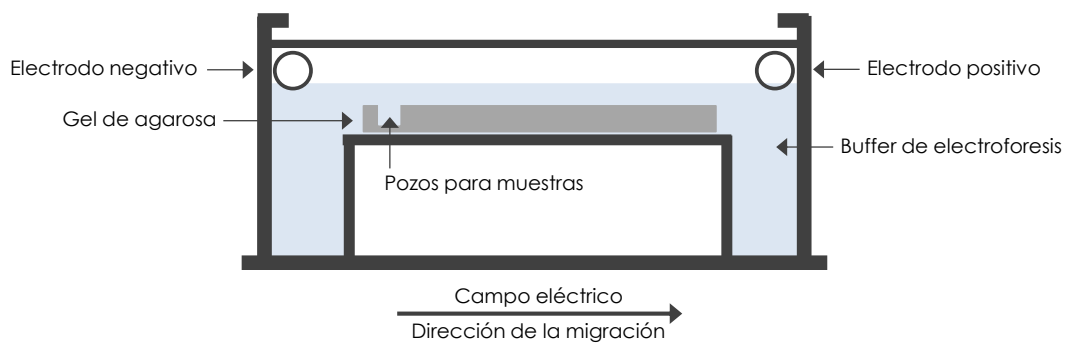 Electrodo negativo
Electrodo positivo
Gel de agarosa
Buffer de electroforesis
Pozos para muestras
Campo eléctrico
Dirección de la migración